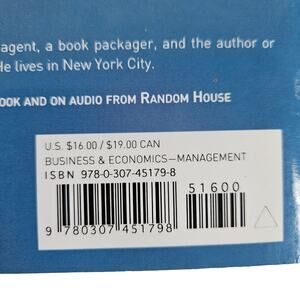 agent, a book packager, and the author or
He lives in New York City.
OOK AND ON AUDIO FROM RANDOM HOUSE
U.S. $16.00 / $19.00 CAN
BUSINESS & ECONOMICS—MANAGEMENT
ISBN 978-0-307-45179-8
51600
9 780307 451798